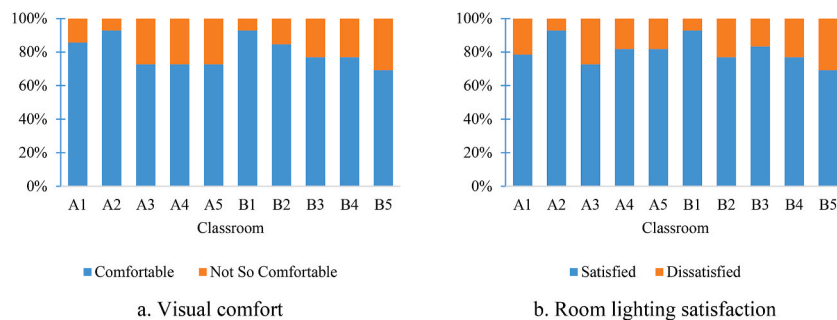 100%
80%
60%
40%
20%
0%
A1 A2 A3 A4 A5 B1 B2 B3 B4 B5
Classroom
Comfortable Not So Comfortable
a. Visual comfort
100%
80%
60%
40%
20%
0%
A1 A2 A3 A4 A5 B1 B2 B3 B4 B5
Classroom
Satisfied Dissatisfied
b. Room lighting satisfaction